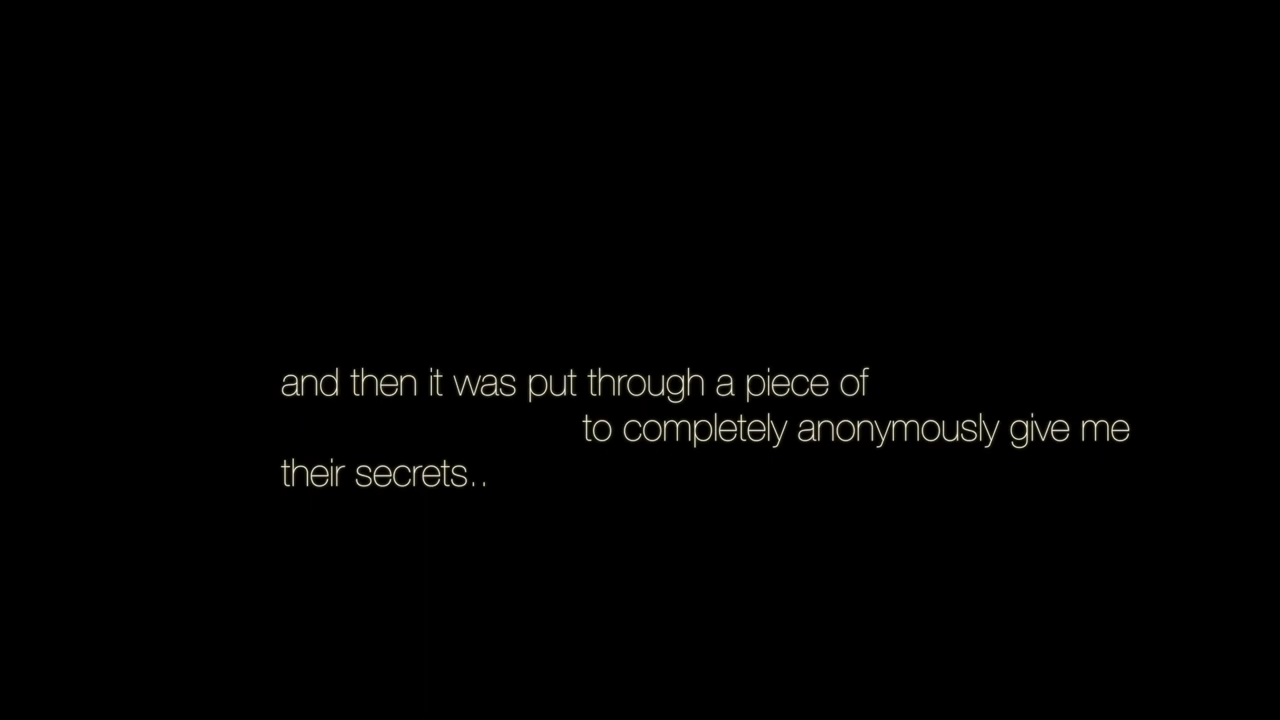 and then it was put through a piece of
to completely anonymously give me
their secrets..